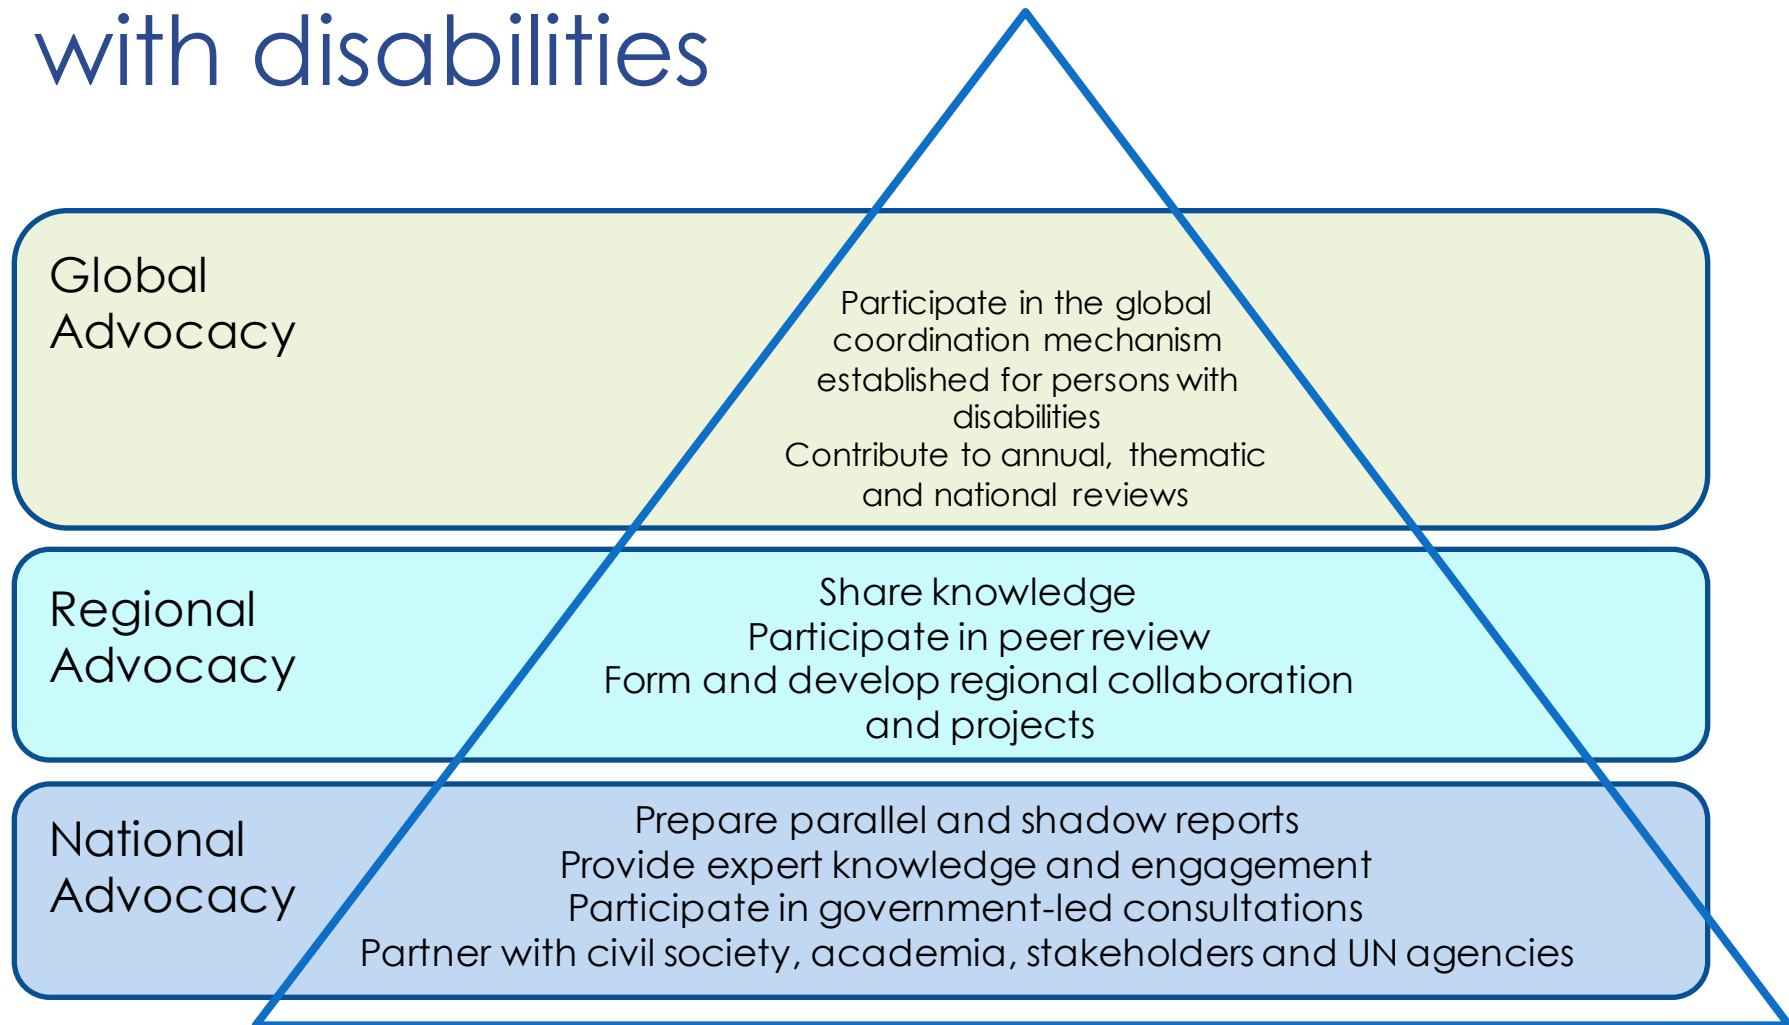 with disabilities
Global
Advocacy
Participate in the global
coordination mechanism
established for persons with
disabilities
Contribute to annual, thematic
and national reviews
Regional
Advocacy
Share knowledge
Participate in peer review
Form and develop regional collaboration
and projects
National
Advocacy
Prepare parallel and shadow reports
Provide expert knowledge and engagement
Participate in government-led consultations
Partner with civil society, academia, stakeholders and UN agencies